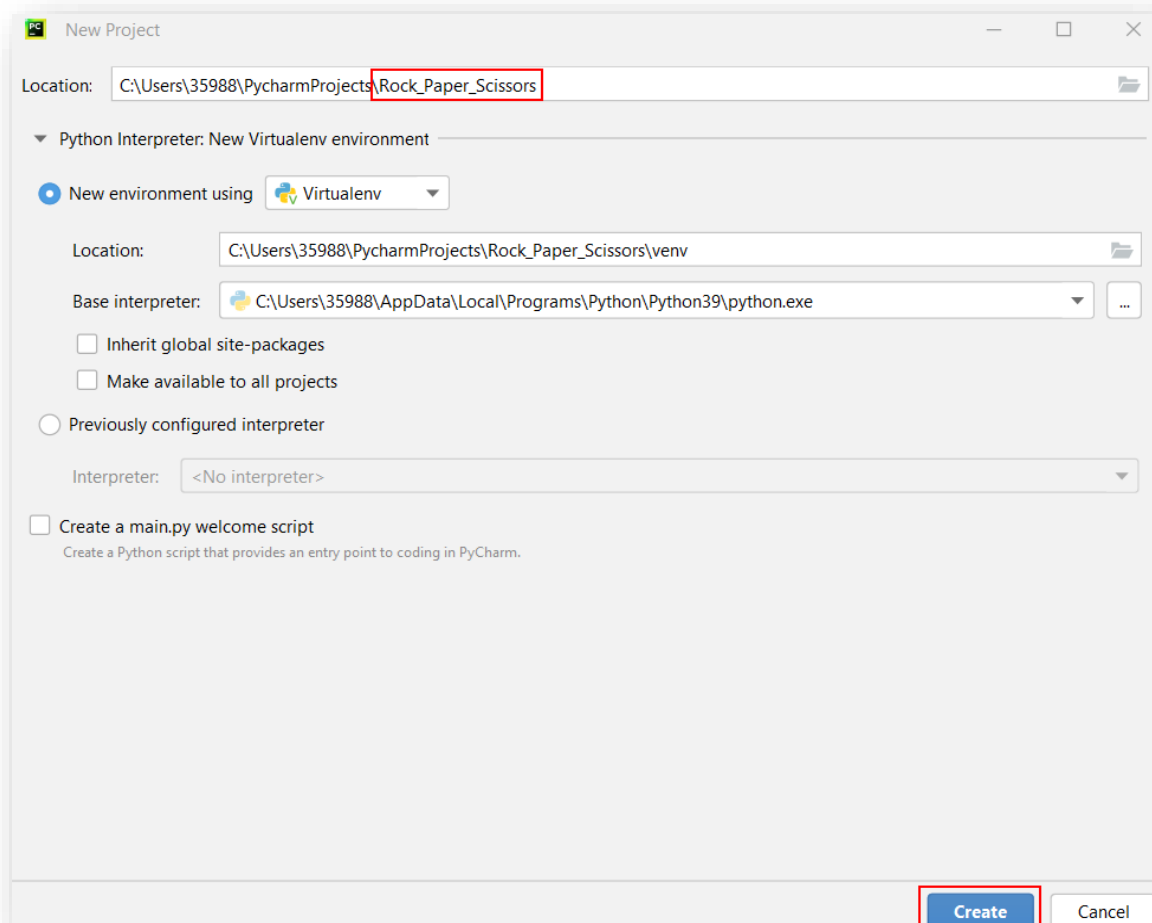 PC New Project
Location: C:\Users\35988\PycharmProjects\Rock_Paper_Scissors
Python Interpreter: New Virtualenv environment
New environment using Virtualenv
Location: C:\Users\35988\PycharmProjects\Rock_Paper_Scissors\venv
Base interpreter: C:\Users\35988\AppData\Local\Programs\Python\Python39\python.exe ...
Inherit global site-packages
Make available to all projects
Previously configured interpreter
Interpreter: <No interpreter>
Create a main.py welcome script
Create a Python script that provides an entry point to coding in PyCharm.
Create Cancel